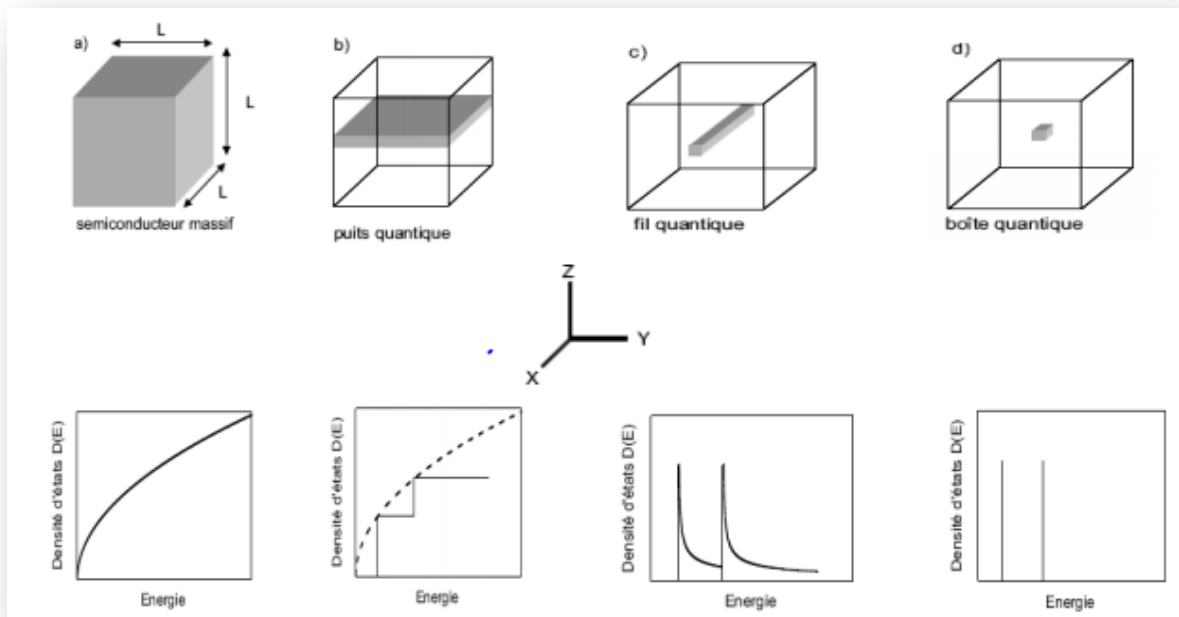 a)
L
L
L
semiconducteur massif
b)
puits quantique
c)
fil quantique
d)
boîte quantique
Z
Y
X
Densité d'états D(E)
Energie
Densité d'états D(E)
Energie
Densité d'états D(E)
Energie
Densité d'états D(E)
Energie